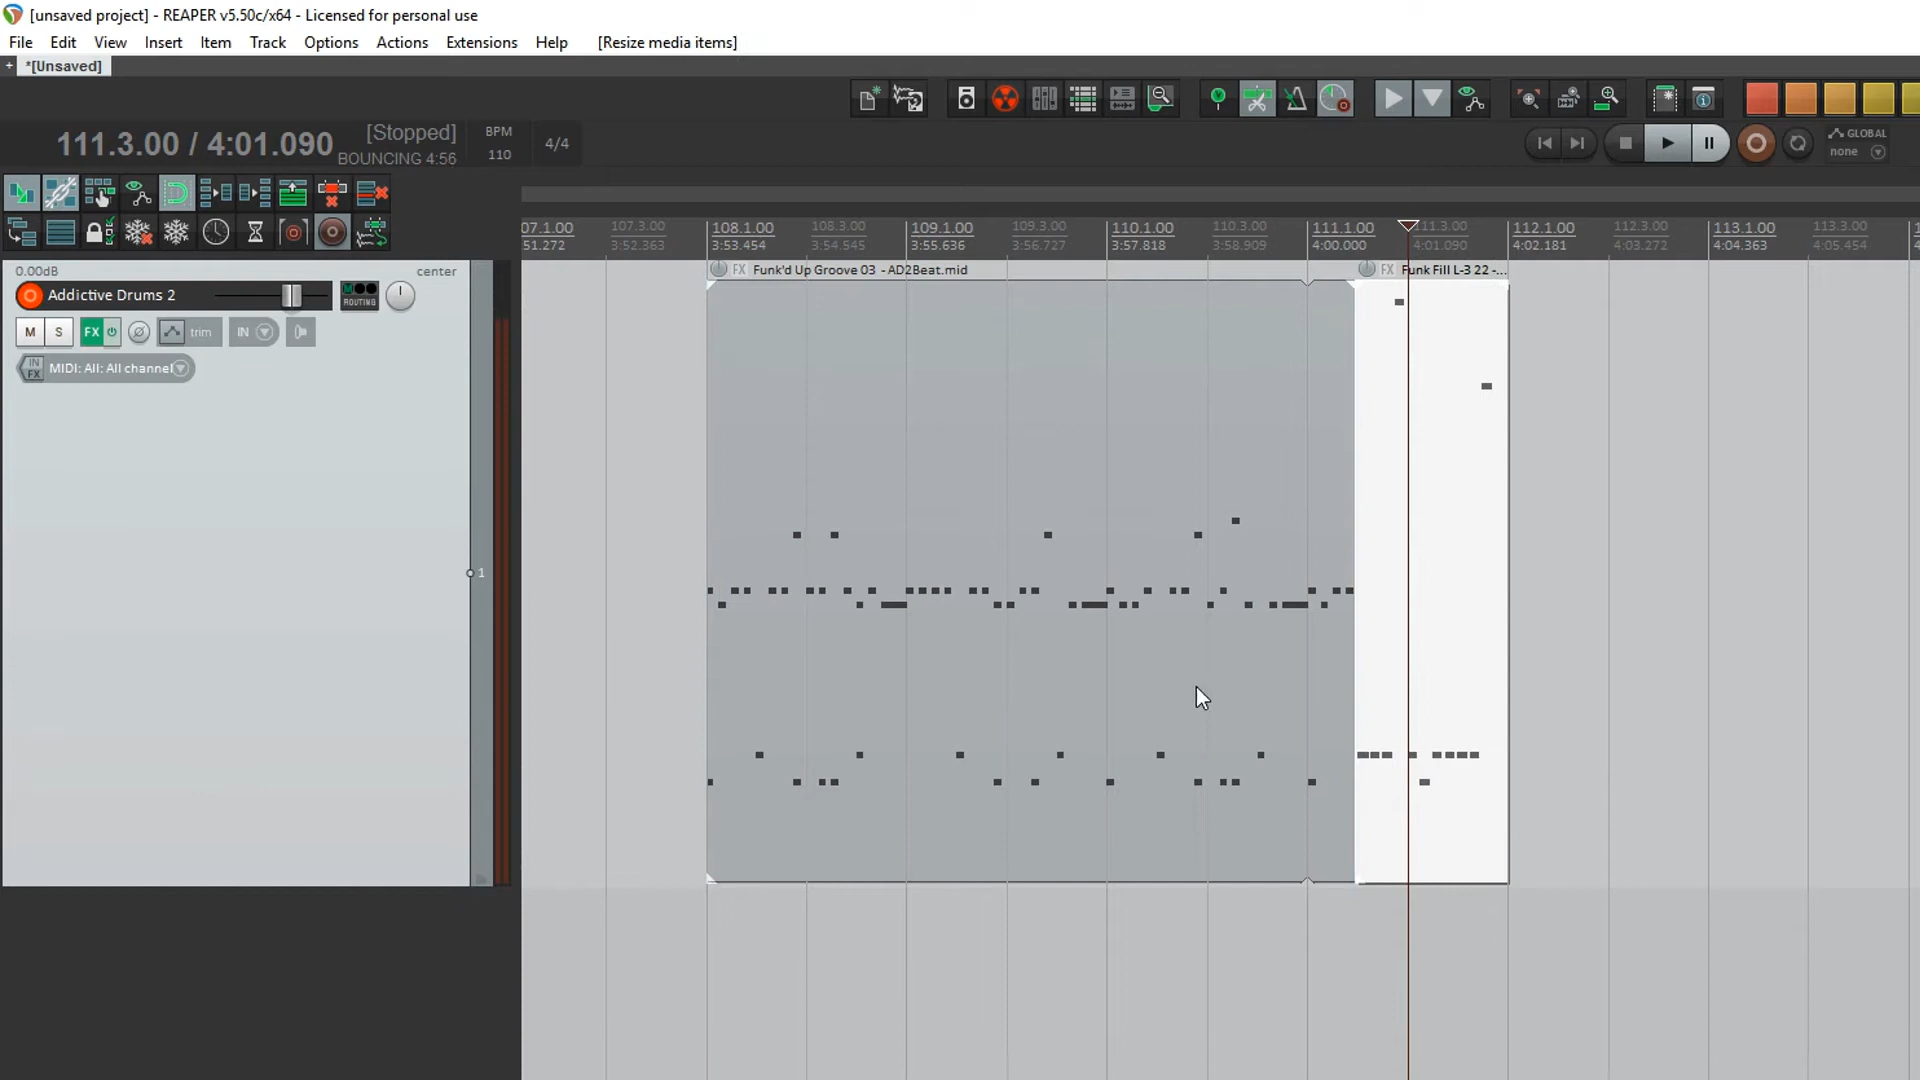 [unsaved project] - REAPER v5.50c/x64 - Licensed for personal use
File Edit View Insert Item Track Options Actions Extensions Help [Resize media items]
+ *[Unsaved]
111.3.00 / 4:01.090 [Stopped] BPM
BOUNCING 4:56 110 4/4
GLOBAL
none
07.1.00 107.3.00 108.1.00 108.3.00 109.1.00 109.3.00 110.1.00 110.3.00 111.1.00 111.3.00 112.1.00 112.3.00 113.1.00 113.3.00
51.272 3:52.363 3:53.454 3:54.545 3:55.636 3:56.727 3:57.818 3:58.909 4:00.000 4:01.090 4:02.181 4:03.272 4:04.363 4:05.454
0.00dB center
FX Funk'd Up Groove 03 - AD2Beat.mid FX Funk Fill L-3 22 -...
Addictive Drums 2 ROUTING
M S FX trim IN
IN FX MIDI: All: All channel
1